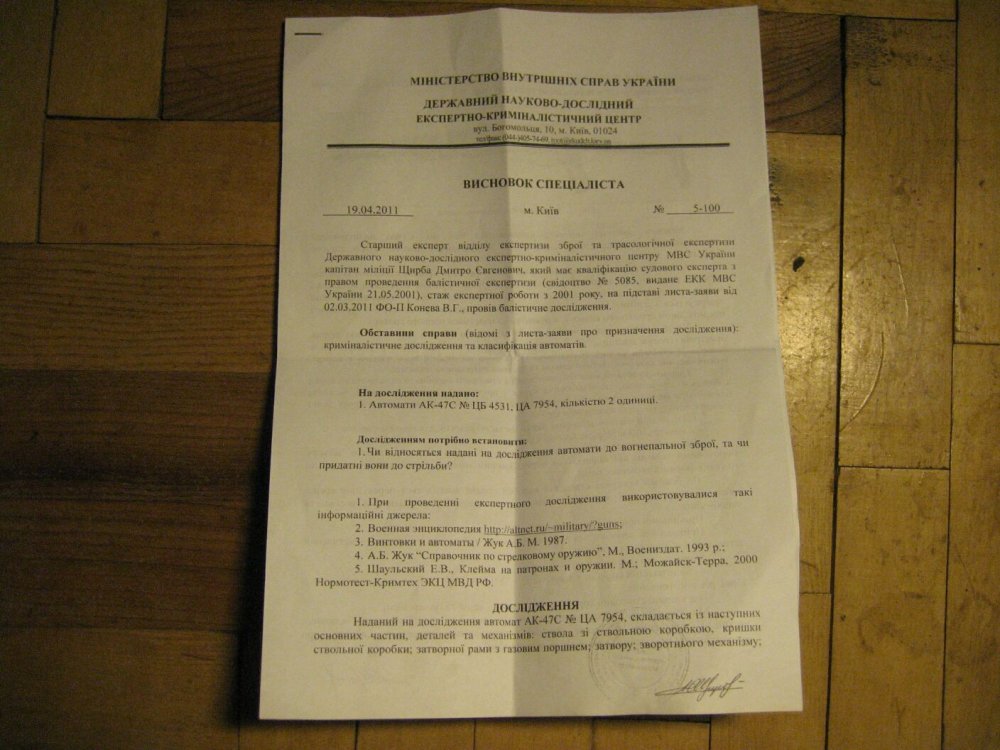 МІНІСТЕРСТВО ВНУТРІШНІХ СПРАВ УКРАЇНИ
ДЕРЖАВНИЙ НАУКОВО-ДОСЛІДНИЙ
ЕКСПЕРТНО-КРИМІНАЛІСТИЧНИЙ ЦЕНТР
вул. Богомольця, 10, м. Київ, 01024
тел/факс (044-)405-74-69,
ВИСНОВОК СПЕЦІАЛІСТА
19.04.2011 м. Київ № 5-100
Старший експерт відділу експертизи зброї та трасологічної експертизи
Державного науково-дослідного експертно-криміналістичного центру МВС України
капітан міліції Щирба Дмитро Євгенович, який має кваліфікацію судового експерта з
правом проведення балістичної експертизи (свідоцтво № 5085, видане ЕКК МВС
України 21.05.2001), стаж експертної роботи з 2001 року, на підставі листа-заяви від
02.03.2011 ФО-П Конева В.Г., провів балістичне дослідження.
Обставини справи (відомі з листа-заяви про призначення дослідження):
криміналістичне дослідження та класифікація автоматів.
На дослідження надано:
1. Автомати АК-47С № ЦБ 4531, ЦА 7954, кількістю 2 одиниці.
Дослідженням потрібно встановити:
1. Чи відносяться надані на дослідження автомати до вогнепальної зброї, та чи
придатні вони до стрільби?
1. При проведенні експертного дослідження використовувалися такі
інформаційні джерела:
2. Военная энциклопедия http://altnet.ru/~military/?guns;
3. Винтовки и автоматы / Жук А.Б. М. 1987.
4. А.Б. Жук “Справочник по стрелковому оружию”, М., Воениздат. 1993 р.;
5. Шаульский Е.В., Клейма на патронах и оружии. М.; Можайск-Терра, 2000
Нормотест-Кримтех ЭКЦ МВД РФ.
ДОСЛІДЖЕННЯ
Наданий на дослідження автомат АК-47С № ЦА 7954, складається із наступних
основних частин, деталей та механізмів: ствола зі ствольною коробкою, кришки
ствольної коробки; затворної рами з газовим поршнем; затвору; зворотнього механізму;